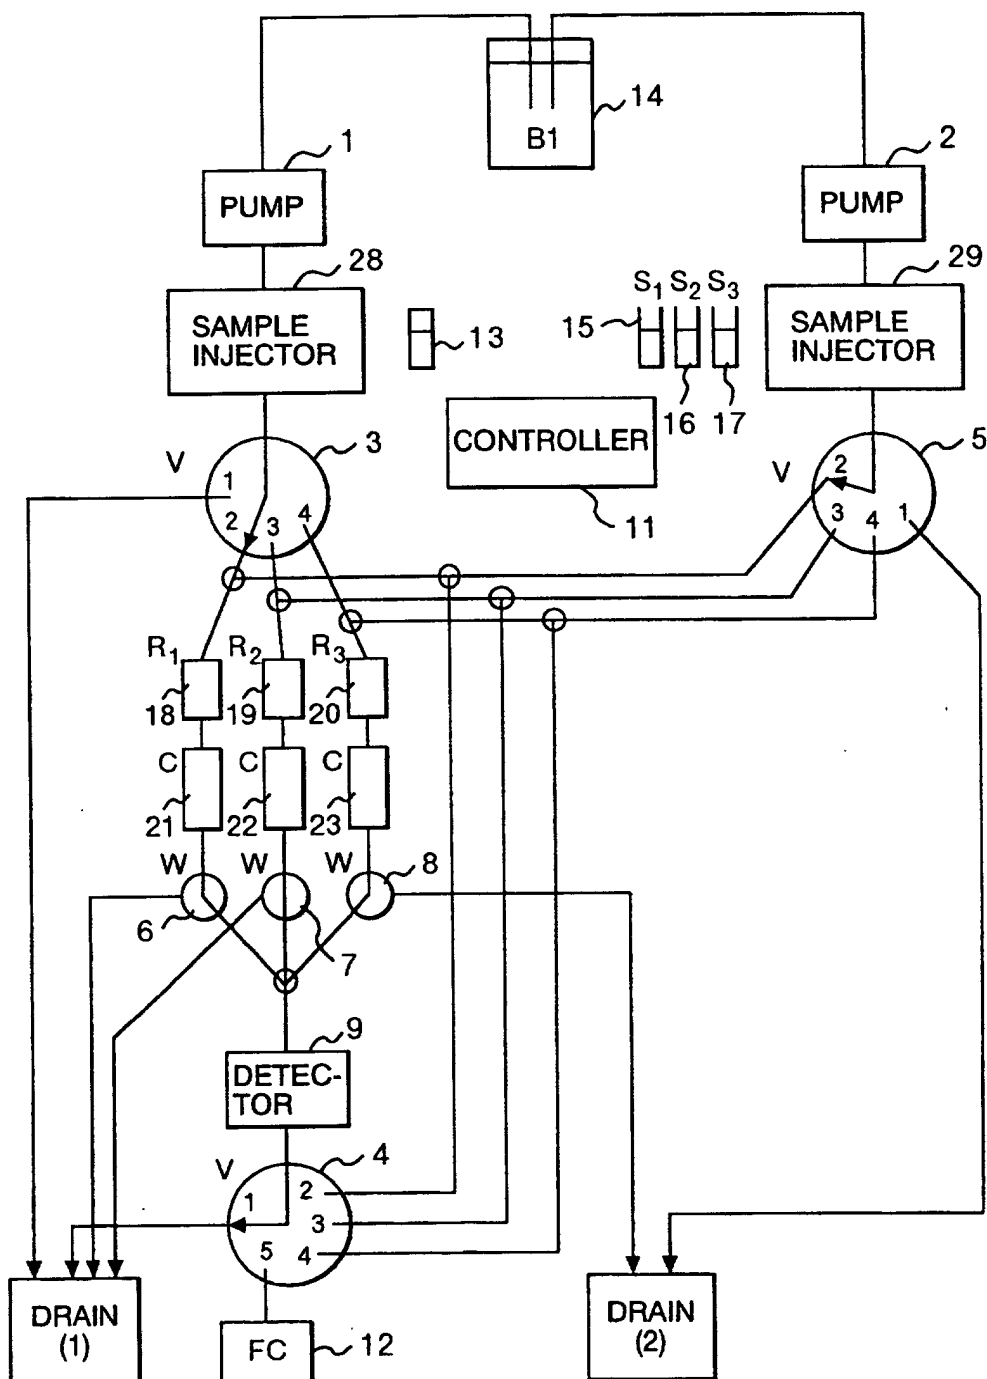 14
B1
1
2
PUMP
PUMP
28
29
S1 S2 S3
SAMPLE
INJECTOR
13
15
SAMPLE
INJECTOR
16 17
CONTROLLER
11
V
3
1
2
3
4
V
5
2
3
4
1
R1
R2
R3
18
19
20
C
C
C
21
22
23
W
W
W
8
6
7
9
DETEC-
TOR
V
4
1
2
3
5
4
DRAIN
(1)
FC
12
DRAIN
(2)